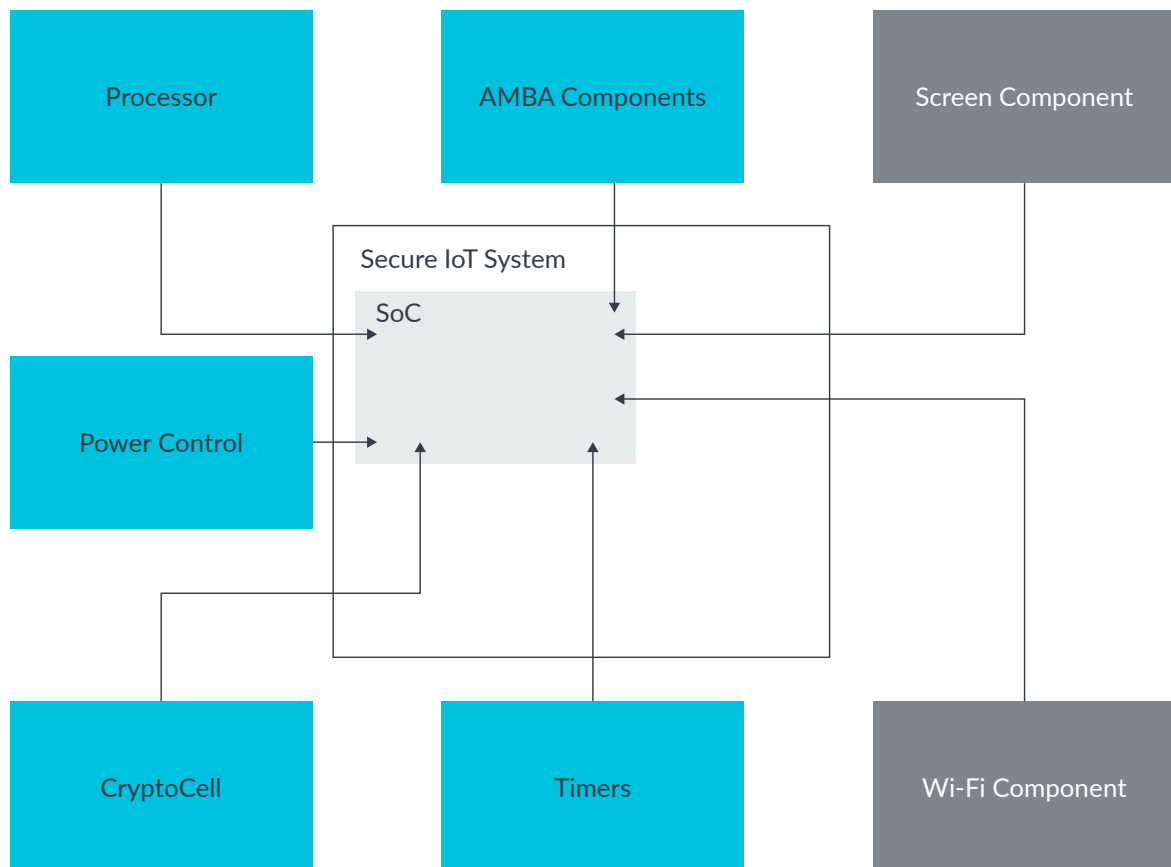 Processor
AMBA Components
Screen Component
Secure IoT System
SoC
Power Control
CryptoCell
Timers
Wi-Fi Component